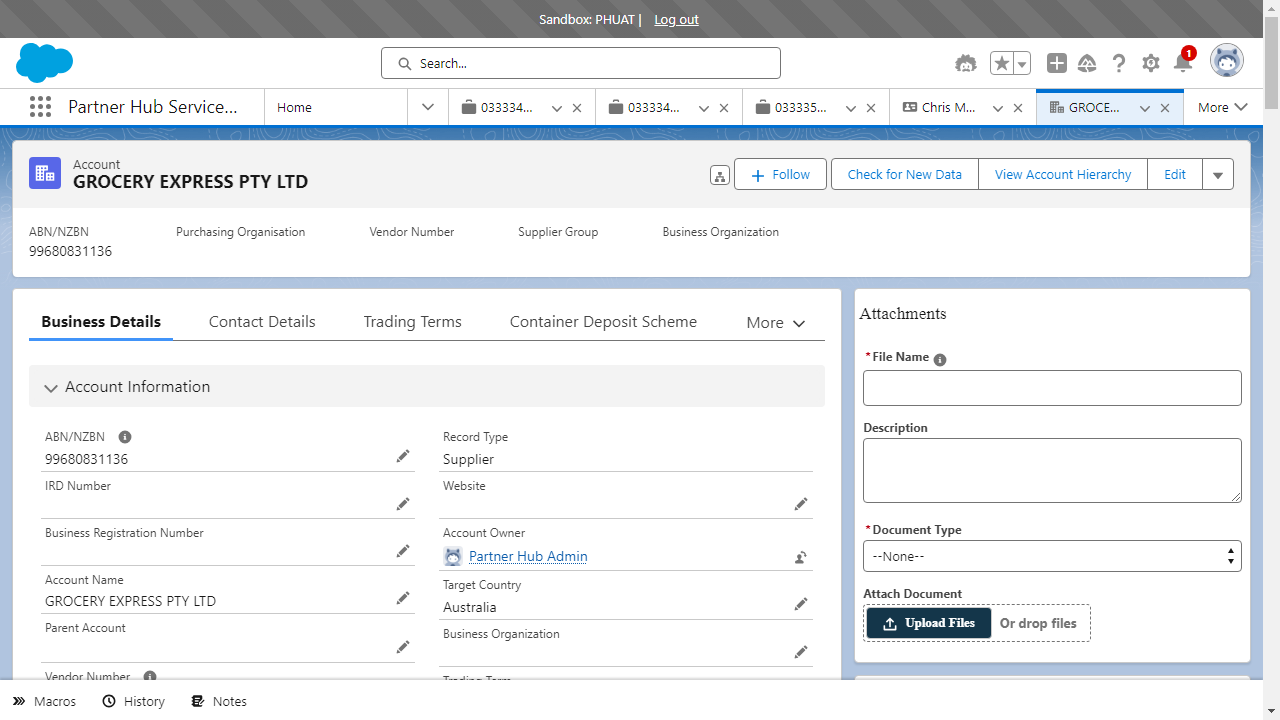 Sandbox: PHUAT | Log out
Search...
1
Partner Hub Service...
Home
033334...
033334...
033335...
Chris M...
GROCE...
More
Account
GROCERY EXPRESS PTY LTD
Follow
Check for New Data
View Account Hierarchy
Edit
ABN/NZBN
99680831136
Purchasing Organisation
Vendor Number
Supplier Group
Business Organization
Business Details
Contact Details
Trading Terms
Container Deposit Scheme
More
Account Information
ABN/NZBN
99680831136
Record Type
Supplier
IRD Number
Website
Business Registration Number
Account Owner
Partner Hub Admin
Account Name
GROCERY EXPRESS PTY LTD
Target Country
Australia
Parent Account
Business Organization
Vendor Number
Trading Term
Attachments
*File Name
Description
*Document Type
--None--
Attach Document
Upload Files
Or drop files
Macros
History
Notes